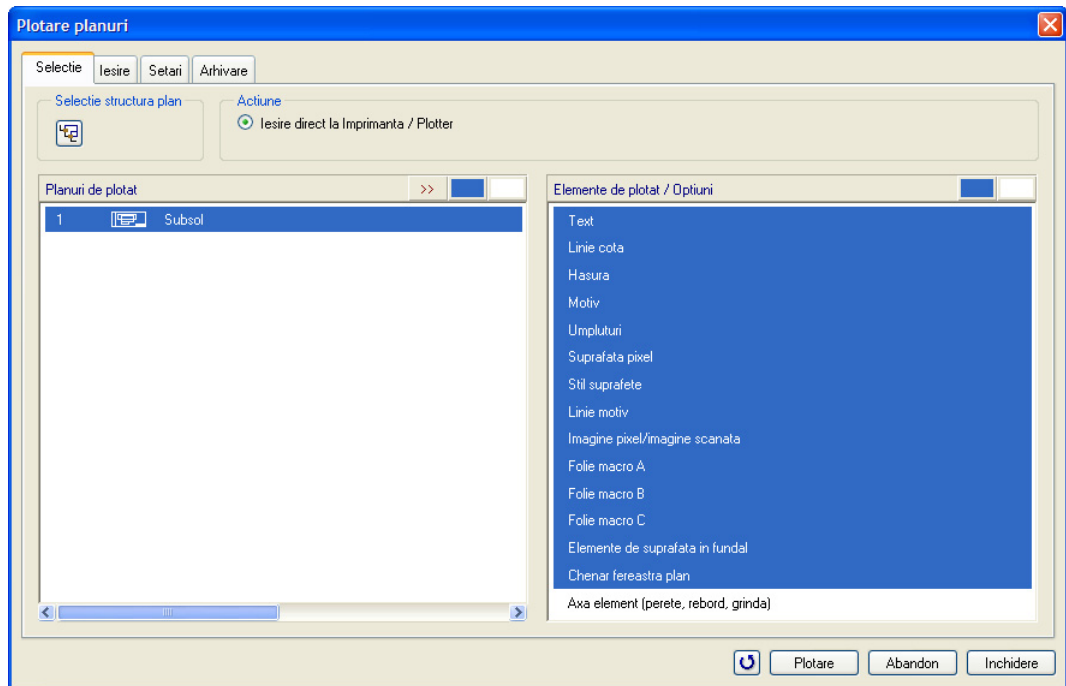 Plotare planuri
Selectie Iesire Setari Arhivare
Selectie structura plan
Actiune
Iesire direct la Imprimanta / Plotter
Planuri de plotat >>
1 Subsol
Elemente de plotat / Optiuni
Text
Linie cota
Hasura
Motiv
Umpluturi
Suprafata pixel
Stil suprafete
Linie motiv
Imagine pixel/imagine scanata
Folie macro A
Folie macro B
Folie macro C
Elemente de suprafata in fundal
Chenar fereastra plan
Axa element (perete, rebord, grinda)
Plotare Abandon Inchidere